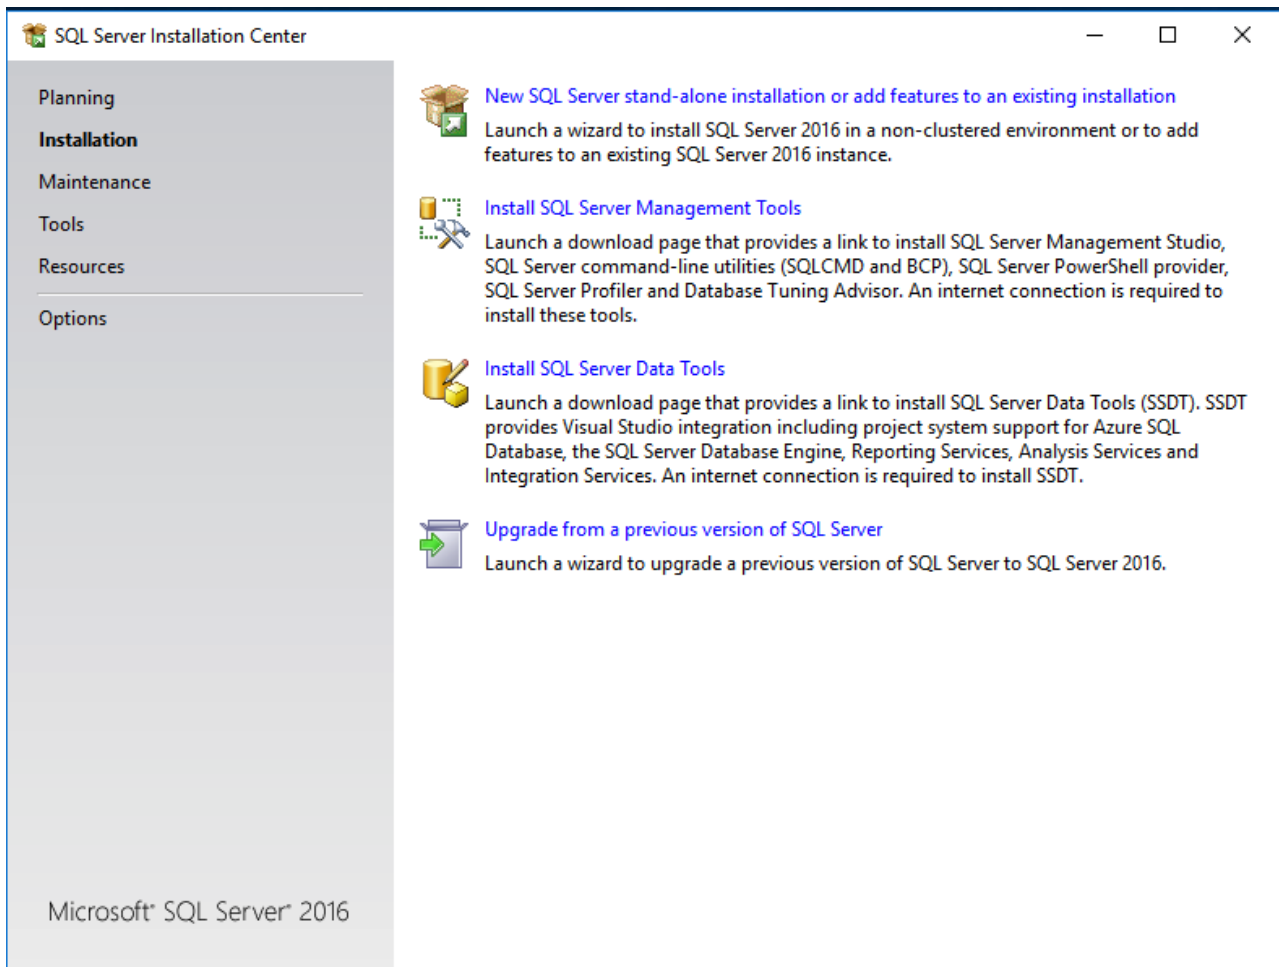 SQL Server Installation Center
Planning
Installation
Maintenance
Tools
Resources
Options
New SQL Server stand-alone installation or add features to an existing installation
Launch a wizard to install SQL Server 2016 in a non-clustered environment or to add
features to an existing SQL Server 2016 instance.
Install SQL Server Management Tools
Launch a download page that provides a link to install SQL Server Management Studio,
SQL Server command-line utilities (SQLCMD and BCP), SQL Server PowerShell provider,
SQL Server Profiler and Database Tuning Advisor. An internet connection is required to
install these tools.
Install SQL Server Data Tools
Launch a download page that provides a link to install SQL Server Data Tools (SSDT). SSDT
provides Visual Studio integration including project system support for Azure SQL
Database, the SQL Server Database Engine, Reporting Services, Analysis Services and
Integration Services. An internet connection is required to install SSDT.
Upgrade from a previous version of SQL Server
Launch a wizard to upgrade a previous version of SQL Server to SQL Server 2016.
Microsoft® SQL Server® 2016